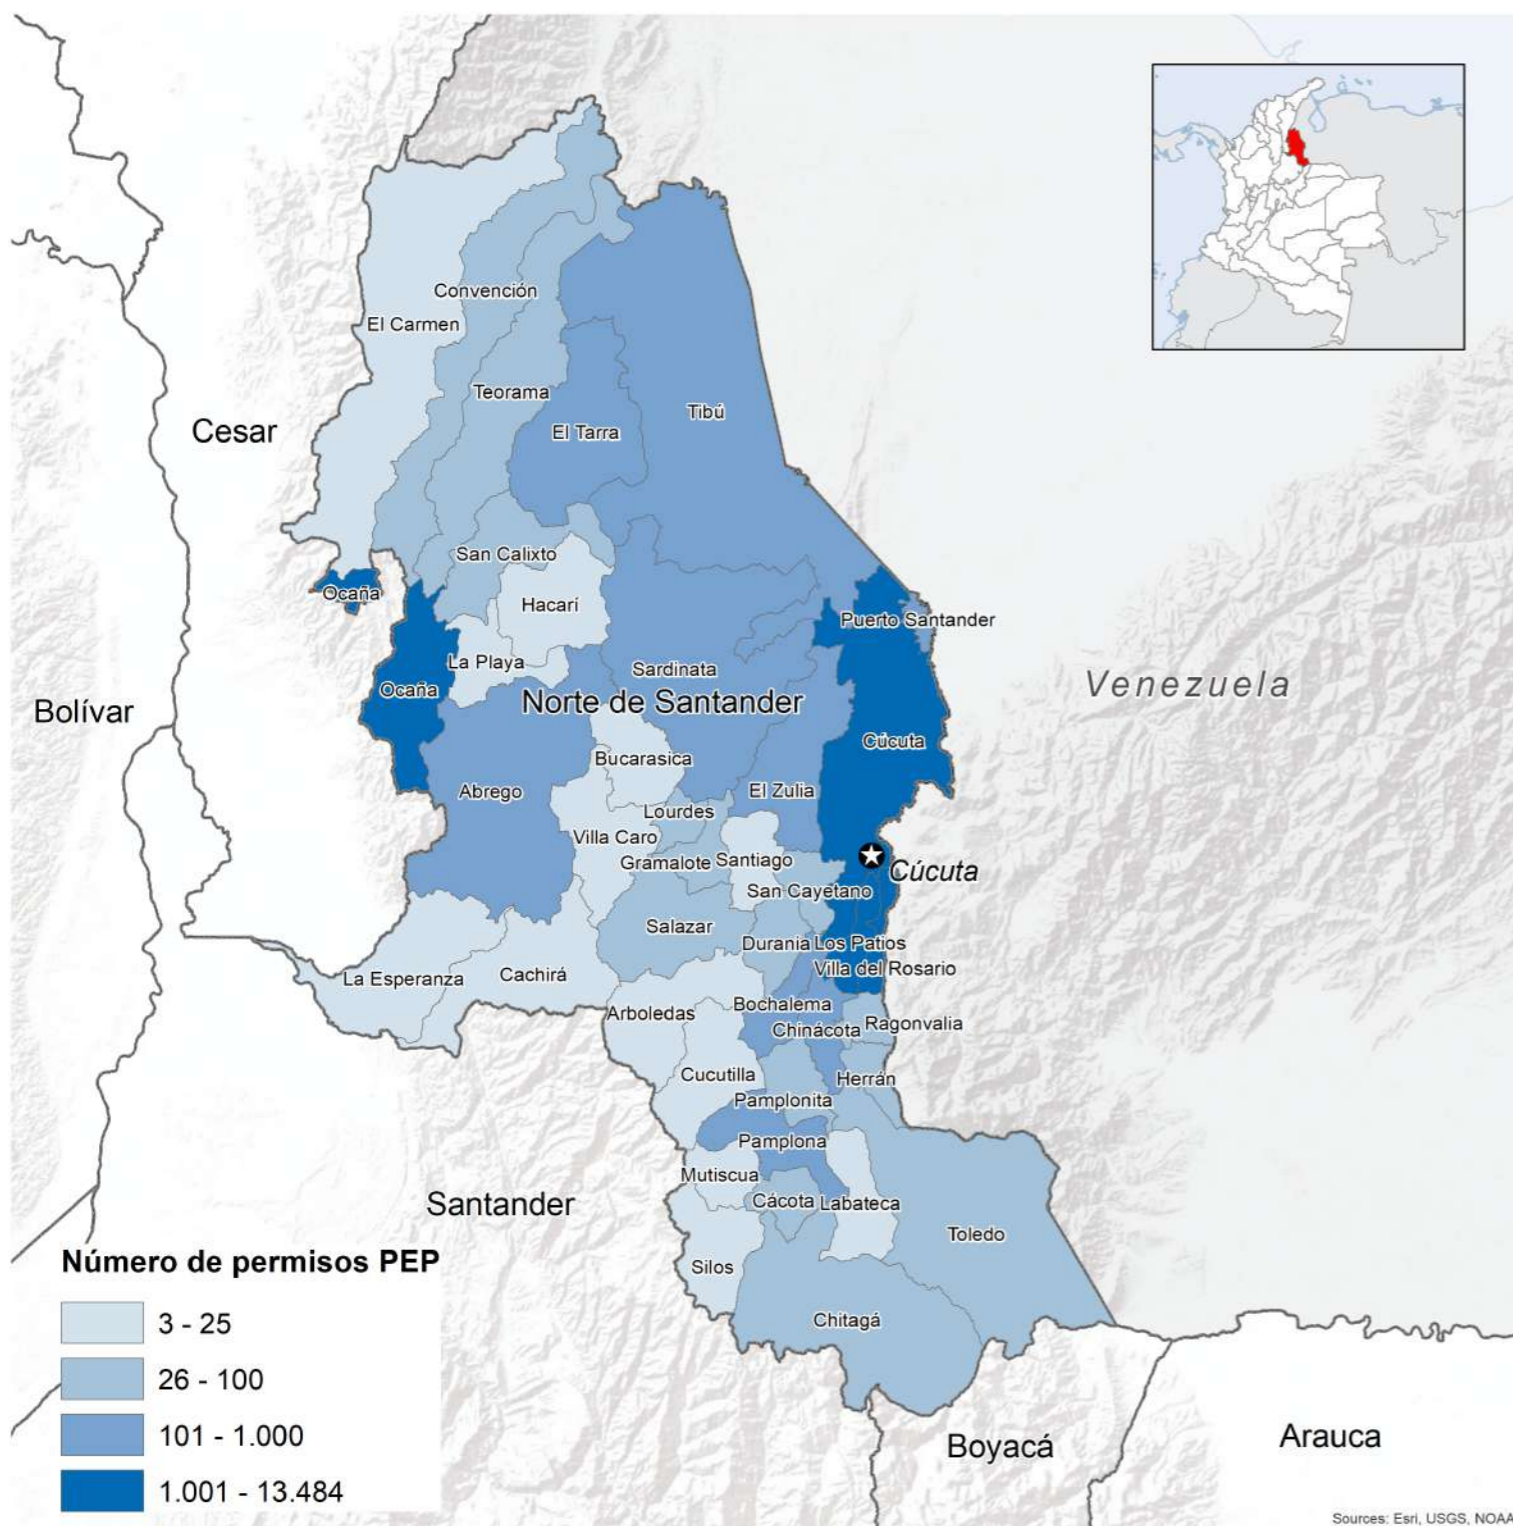 Convención
El Carmen
Teorama
Tibú
Cesar
El Tarra
San Calixto
Ocaña
Hacarí
Puerto Santander
La Playa
Sardinata
Ocaña
Venezuela
Norte de Santander
Bolívar
Cúcuta
Bucarasica
Abrego
El Zulia
Lourdes
Villa Caro
Gramalote
Santiago
Cúcuta
San Cayetano
Salazar
Durania
Los Patios
Villa del Rosario
La Esperanza
Cachirá
Bochalema
Arboledas
Chinácota
Ragonvalia
Cucutilla
Herrán
Pamplonita
Pamplona
Mutiscua
Cácota
Labateca
Santander
Toledo
Silos
Chitagá
Número de permisos PEP
3 - 25
26 - 100
101 - 1.000
1.001 - 13.484
Boyacá
Arauca
Sources: Esri, USGS, NOAA